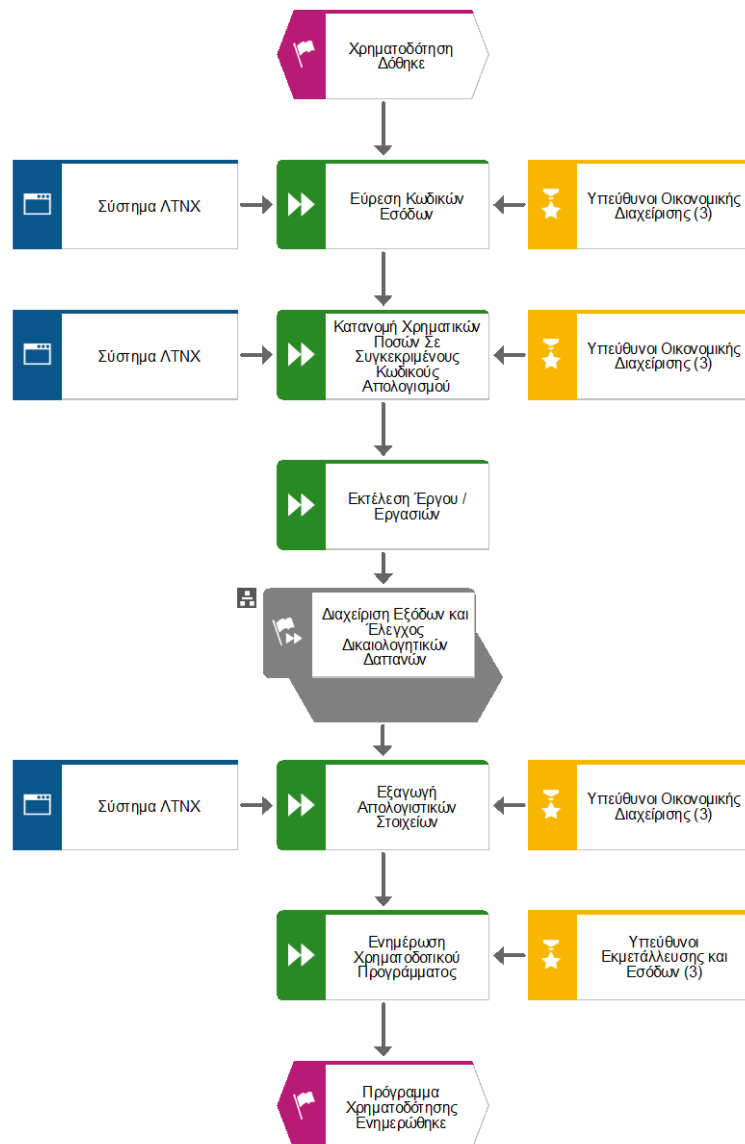 Χρηματοδότηση
Δόθηκε
Σύστημα ΛΤΝΧ
Εύρεση Κωδικών
Εσόδων
Υπεύθυνοι Οικονομικής
Διαχείρισης (3)
Σύστημα ΛΤΝΧ
Κατανομή Χρηματικών
Ποσών Σε
Συγκεκριμένους
Κωδικούς
Απολογισμού
Υπεύθυνοι Οικονομικής
Διαχείρισης (3)
Εκτέλεση Έργου /
Εργασιών
Διαχείριση Εξόδων και
Έλεγχος
Δικαιολογητικών
Δαπανών
Σύστημα ΛΤΝΧ
Εξαγωγή
Απολογιστικών
Στοιχείων
Υπεύθυνοι Οικονομικής
Διαχείρισης (3)
Ενημέρωση
Χρηματοδοτικού
Προγράμματος
Υπεύθυνοι
Εκμετάλλευσης και
Εσόδων (3)
Πρόγραμμα
Χρηματοδότησης
Ενημερώθηκε